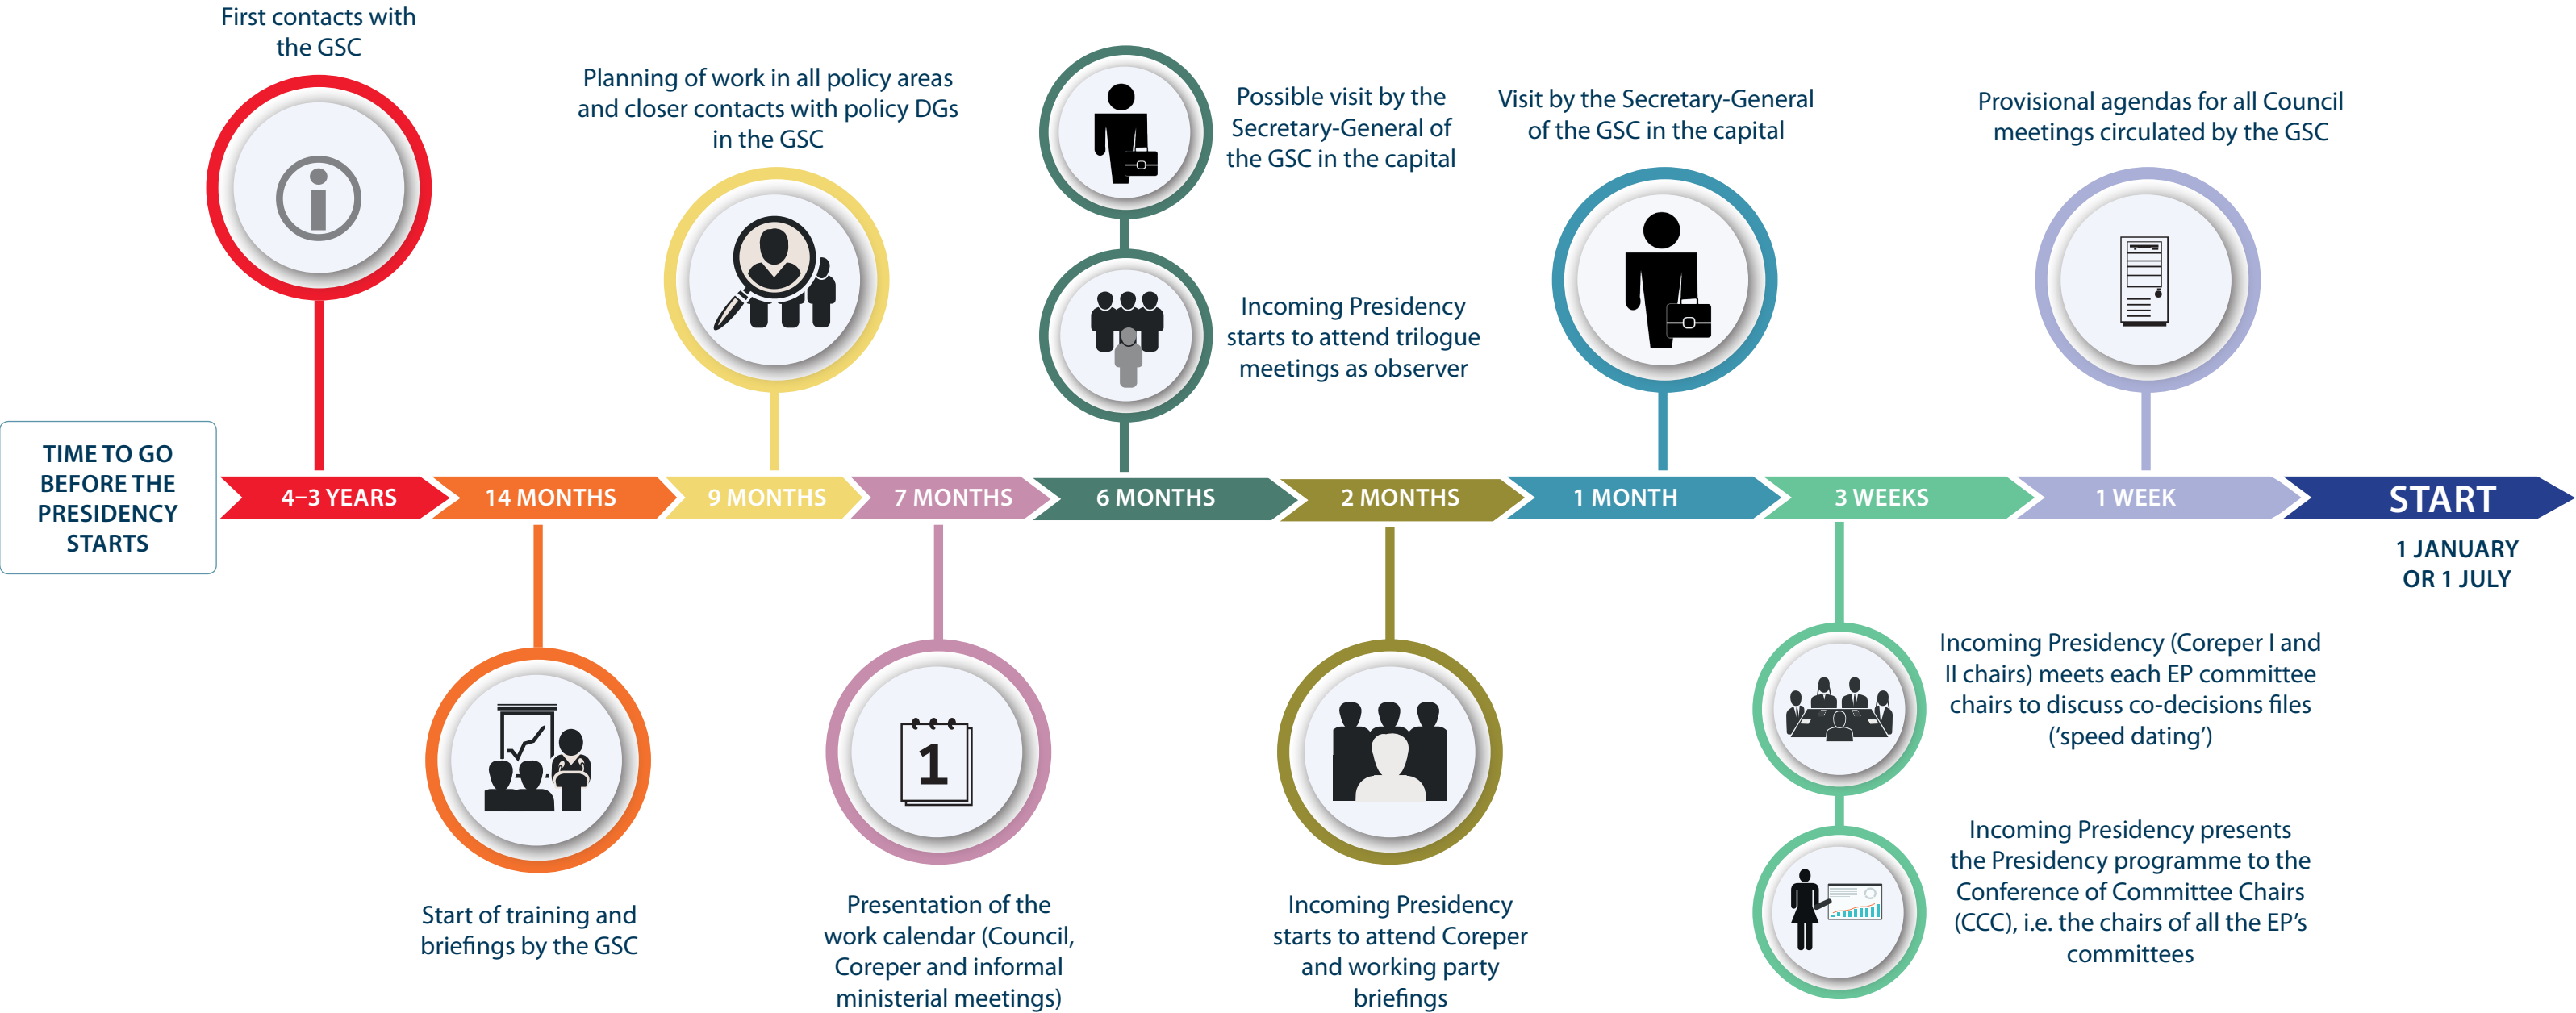 First contacts with
the GSC
Planning of work in all policy areas
and closer contacts with policy DGs
in the GSC
Possible visit by the
Secretary-General of
the GSC in the capital
Incoming Presidency
starts to attend trilogue
meetings as observer
Visit by the Secretary-General
of the GSC in the capital
Provisional agendas for all Council
meetings circulated by the GSC
TIME TO GO
BEFORE THE
PRESIDENCY
STARTS
4–3 YEARS
14 MONTHS
9 MONTHS
7 MONTHS
6 MONTHS
2 MONTHS
1 MONTH
3 WEEKS
1 WEEK
START
1 JANUARY
OR 1 JULY
Start of training and
briefings by the GSC
1
Presentation of the
work calendar (Council,
Coreper and informal
ministerial meetings)
Incoming Presidency
starts to attend Coreper
and working party
briefings
Incoming Presidency (Coreper I and
II chairs) meets each EP committee
chairs to discuss co-decisions files
(‘speed dating’)
Incoming Presidency presents
the Presidency programme to the
Conference of Committee Chairs
(CCC), i.e. the chairs of all the EP’s
committees